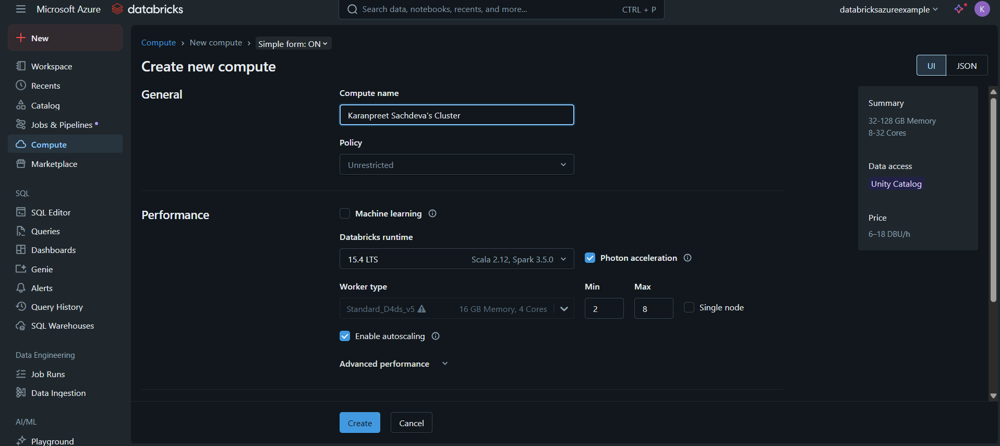 Microsoft Azure databricks
Search data, notebooks, recents, and more... CTRL + P
databricksazureexample K
New
Workspace
Recents
Catalog
Jobs & Pipelines
Compute
Marketplace
SQL
SQL Editor
Queries
Dashboards
Genie
Alerts
Query History
SQL Warehouses
Data Engineering
Job Runs
Data Ingestion
AI/ML
Playground
Compute › New compute › Simple form: ON
Create new compute
UI JSON
General
Compute name
Karanpreet Sachdeva's Cluster
Policy
Unrestricted
Performance
Machine learning
Databricks runtime
15.4 LTS Scala 2.12, Spark 3.5.0
Photon acceleration
Worker type Min Max
Standard_D4ds_v5 16 GB Memory, 4 Cores 2 8 Single node
Enable autoscaling
Advanced performance
Create Cancel
Summary
32-128 GB Memory
8-32 Cores
Data access
Unity Catalog
Price
6–18 DBU/h